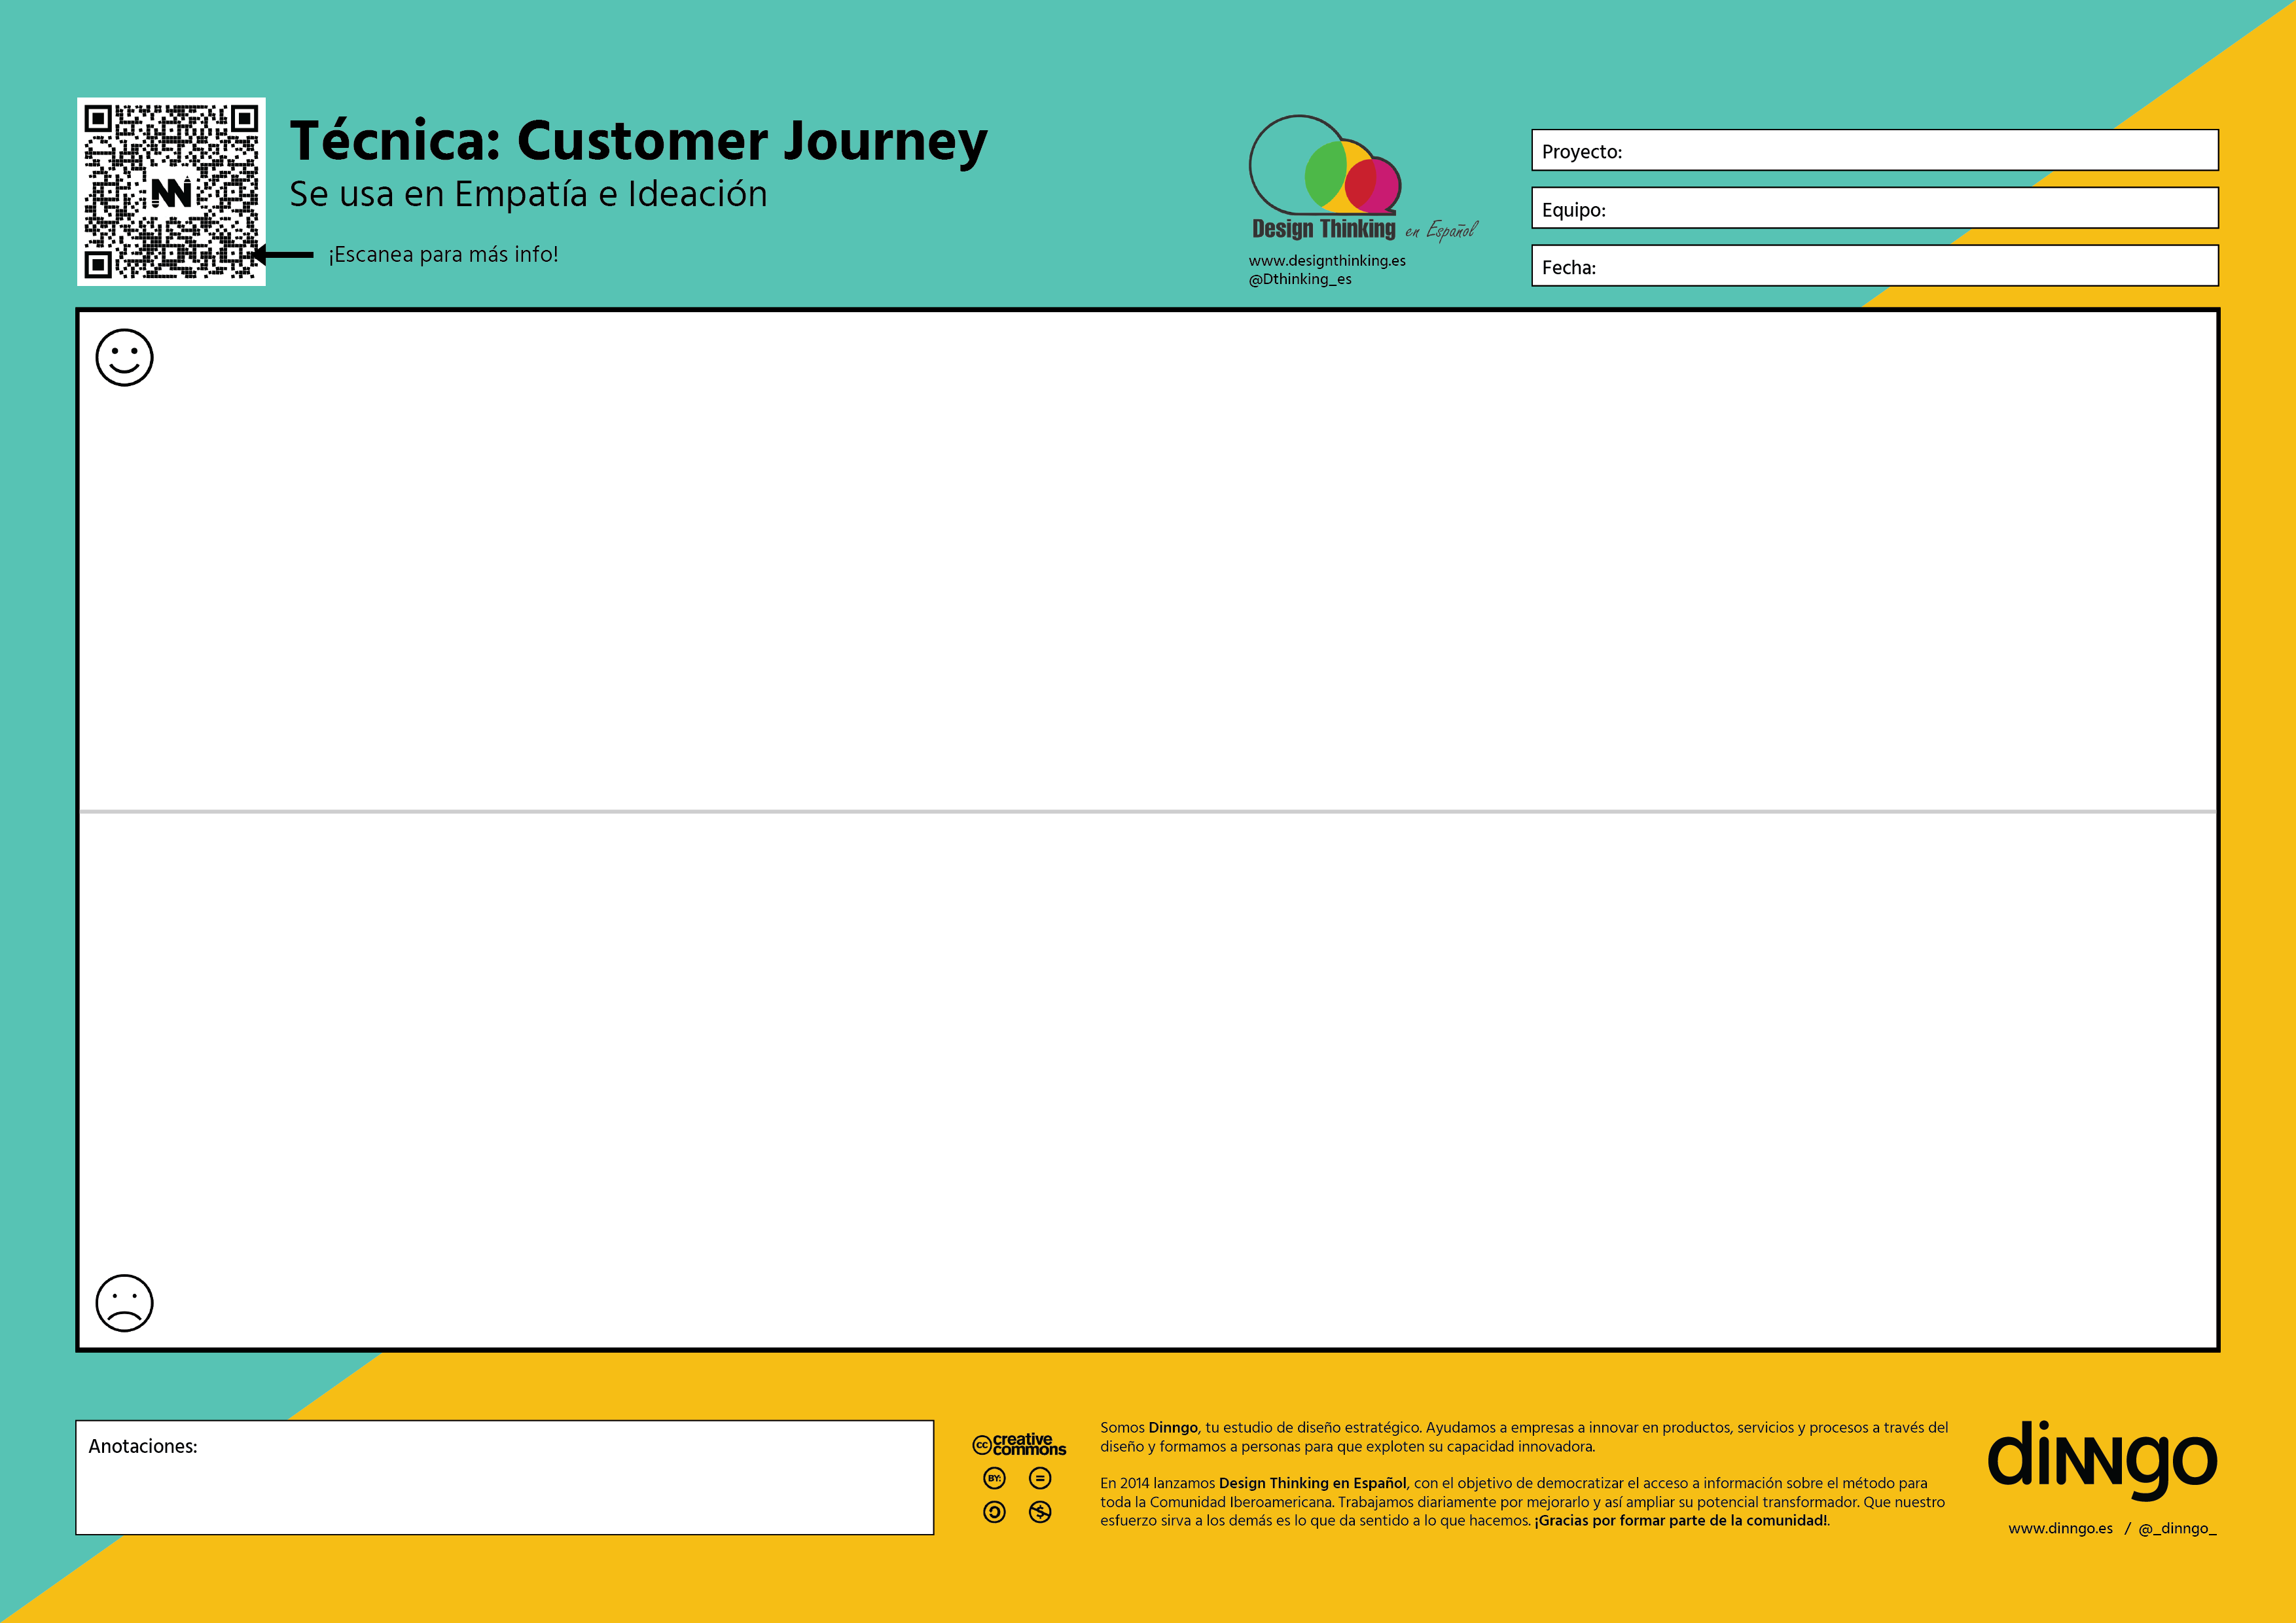 Técnica: Customer Journey
Se usa en Empatía e Ideación
¡Escanea para más info!
NN
Design Thinking en Español
www.designthinking.es
@Dthinking_es
Proyecto:
Equipo:
Fecha:
Anotaciones:
cc creative
commons
BY: =
$
Somos Dinngo, tu estudio de diseño estratégico. Ayudamos a empresas a innovar en productos, servicios y procesos a través del
diseño y formamos a personas para que exploten su capacidad innovadora.
En 2014 lanzamos Design Thinking en Español, con el objetivo de democratizar el acceso a información sobre el método para
toda la Comunidad Iberoamericana. Trabajamos diariamente por mejorarlo y así ampliar su potencial transformador. Que nuestro
esfuerzo sirva a los demás es lo que da sentido a lo que hacemos. ¡Gracias por formar parte de la comunidad!.
dinngo
www.dinngo.es / @_dinngo_